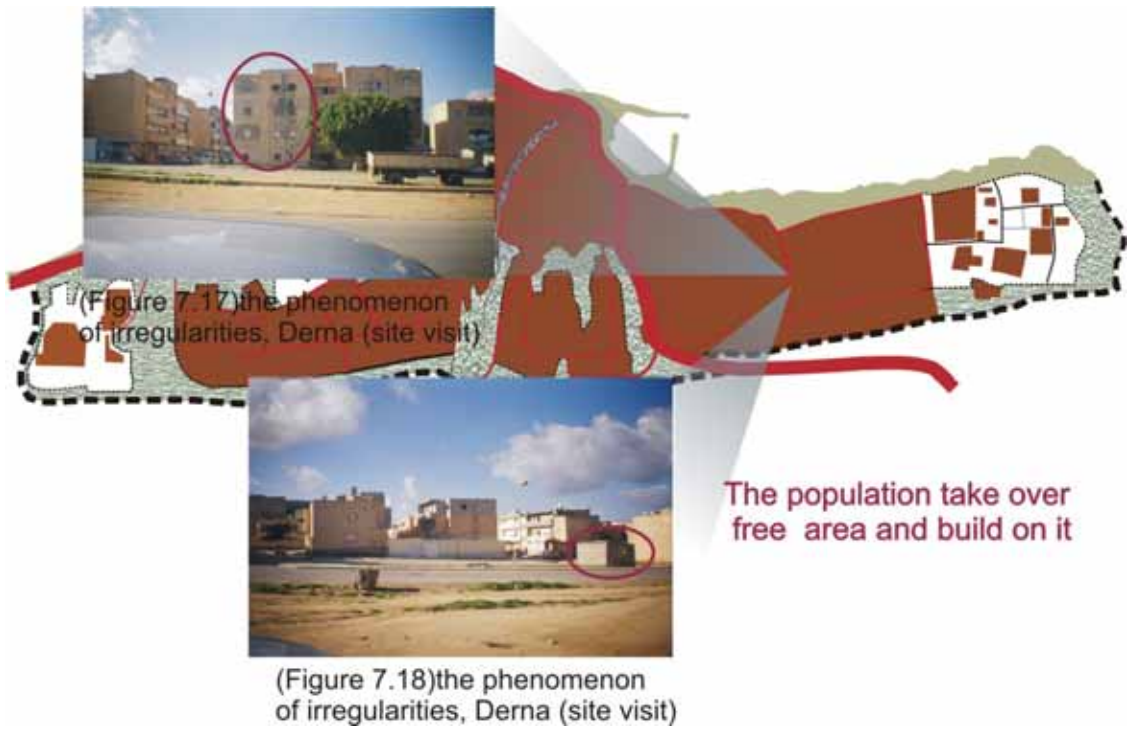 (Figure 7.17)the phenomenon
of irregularities, Derna (site visit)
The population take over
free area and build on it
(Figure 7.18)the phenomenon
of irregularities, Derna (site visit)